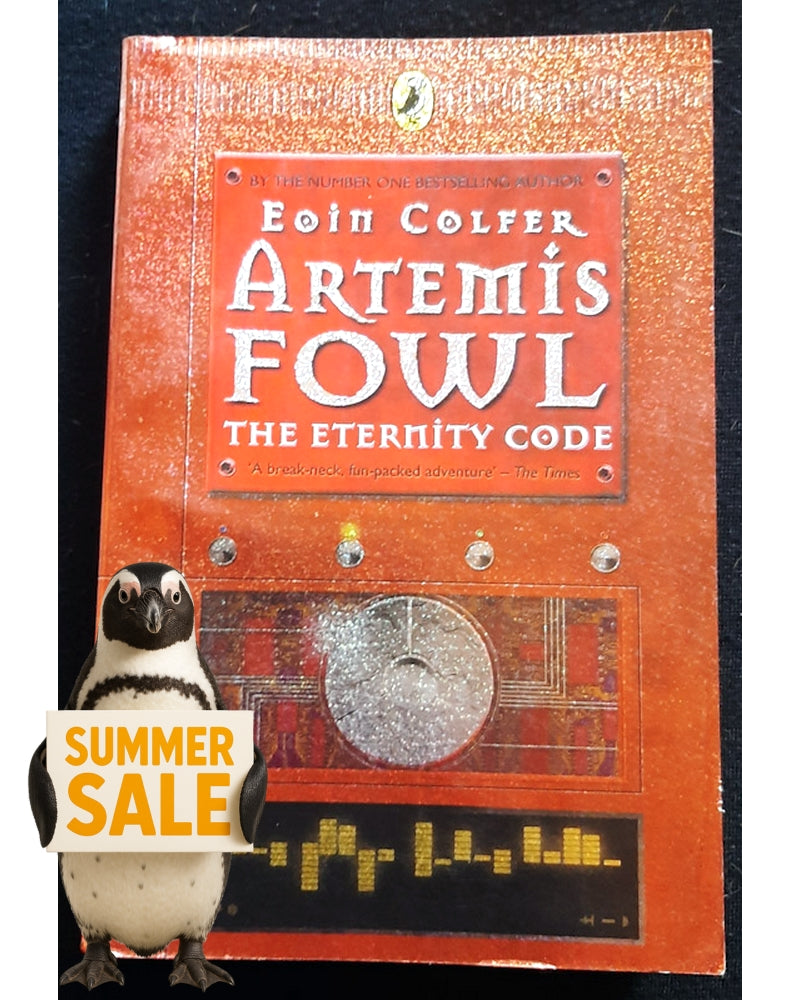 BY THE NUMBER ONE BESTSELLING AUTHOR
Eoin Colfer
ARTEMIS
FOWL
THE ETERNITY CODE
'A break-neck, fun-packed adventure' – The Times
SUMMER
SALE